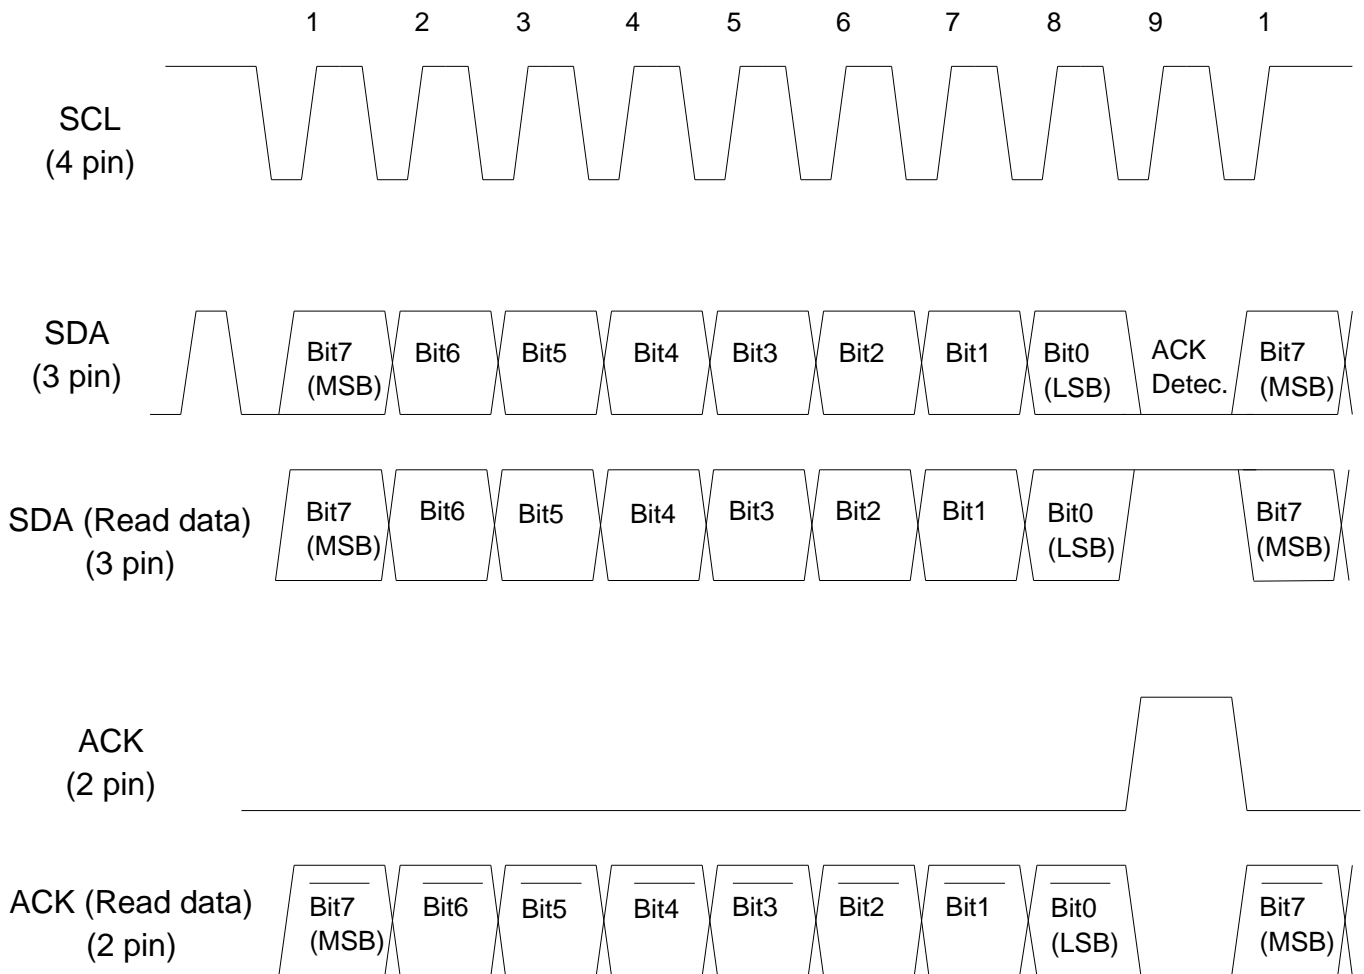 1 2 3 4 5 6 7 8 9 1
SCL
(4 pin)
SDA
(3 pin)
Bit7
(MSB)
Bit6
Bit5
Bit4
Bit3
Bit2
Bit1
Bit0
(LSB)
ACK
Detec.
Bit7
(MSB)
SDA (Read data)
(3 pin)
Bit7
(MSB)
Bit6
Bit5
Bit4
Bit3
Bit2
Bit1
Bit0
(LSB)
Bit7
(MSB)
ACK
(2 pin)
ACK (Read data)
(2 pin)
Bit7
(MSB)
Bit6
Bit5
Bit4
Bit3
Bit2
Bit1
Bit0
(LSB)
Bit7
(MSB)